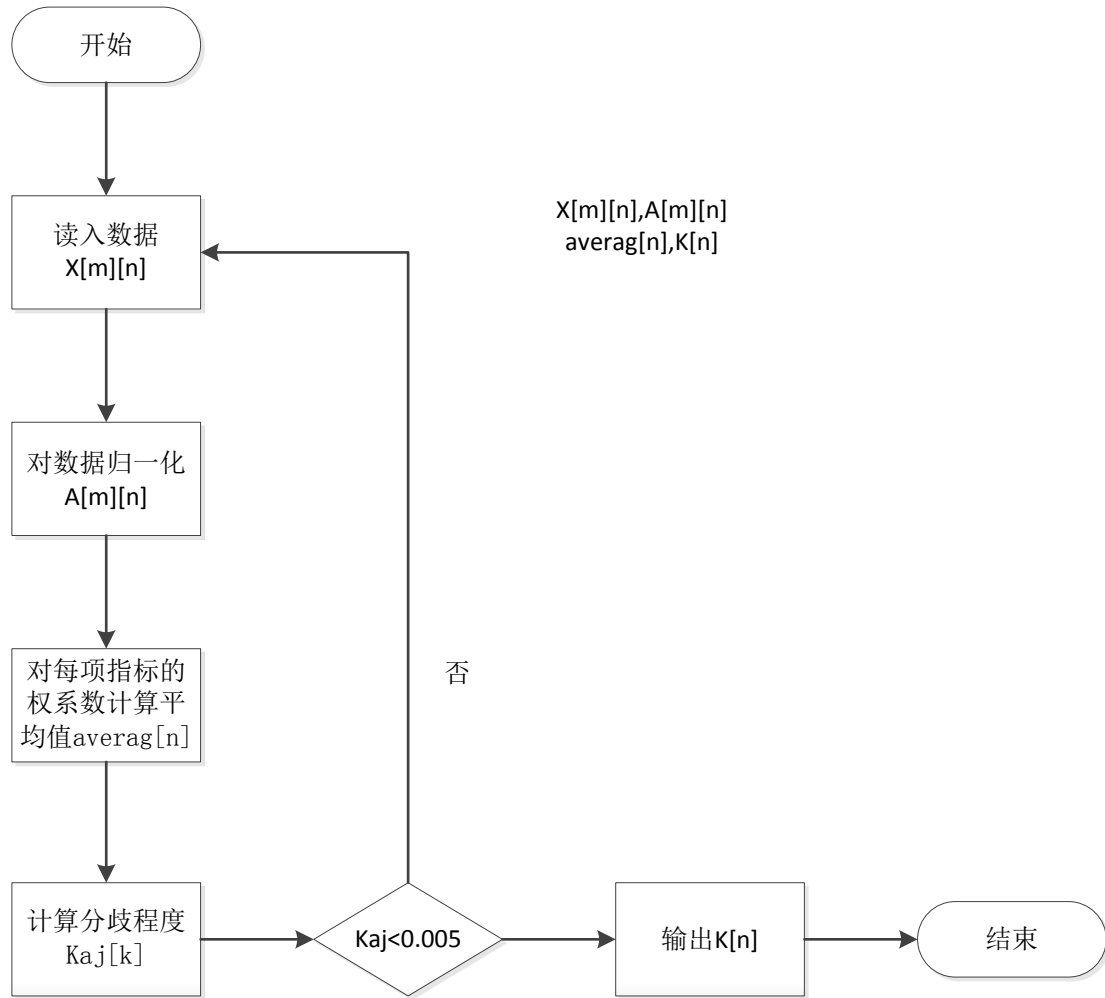 开始
读入数据
X[m][n]
X[m][n],A[m][n]
averag[n],K[n]
对数据归一化
A[m][n]
对每项指标的
权系数计算平
均值averag[n]
否
计算分歧程度
Kaj[k]
Kaj<0.005
输出K[n]
结束